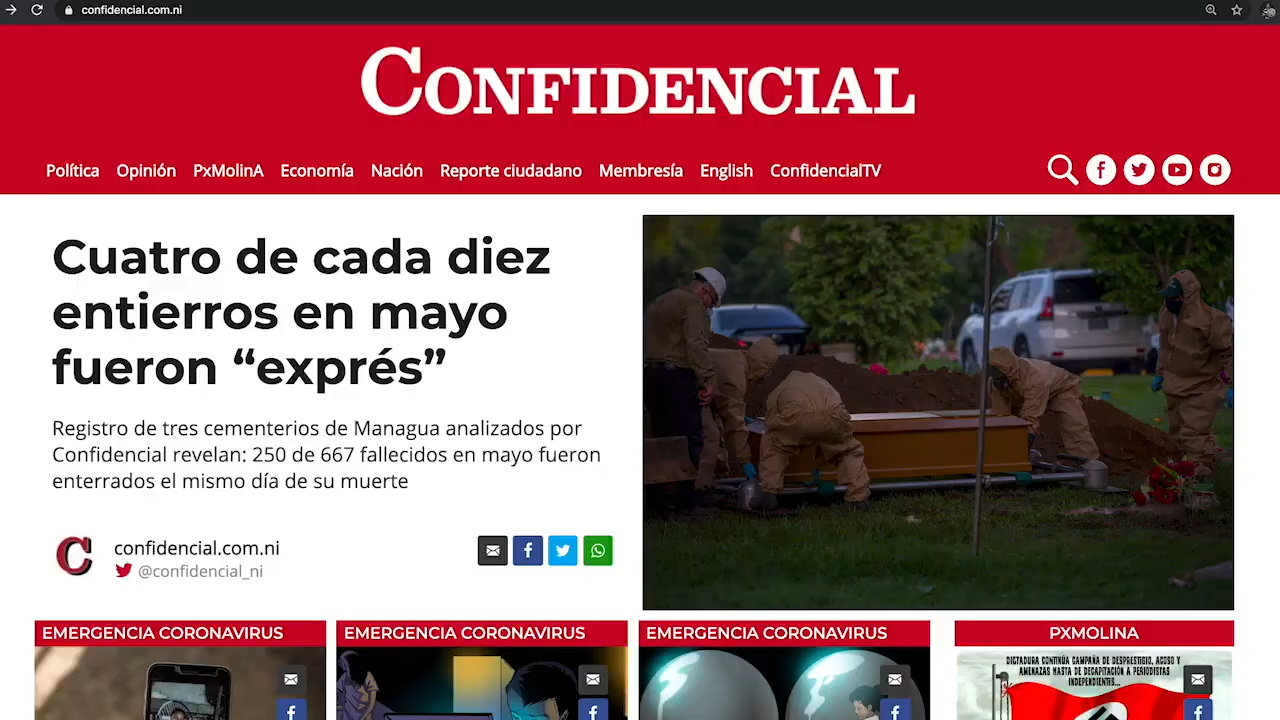 confidencial.com.ni
CONFIDENCIAL
Política Opinión PxMolinA Economía Nación Reporte ciudadano Membresía English ConfidencialTV
Cuatro de cada diez
entierros en mayo
fueron “exprés”
Registro de tres cementerios de Managua analizados por
Confidencial revelan: 250 de 667 fallecidos en mayo fueron
enterrados el mismo día de su muerte
C
confidencial.com.ni
@confidencial_ni
EMERGENCIA CORONAVIRUS
EMERGENCIA CORONAVIRUS
EMERGENCIA CORONAVIRUS
PXMOLINA
DICTADURA CONTINÚA CAMPAÑA DE DESPRESTIGIO, ACOSO Y
AMENAZAS HASTA DE DECAPITACIÓN A PERIODISTAS
INDEPENDIENTES...